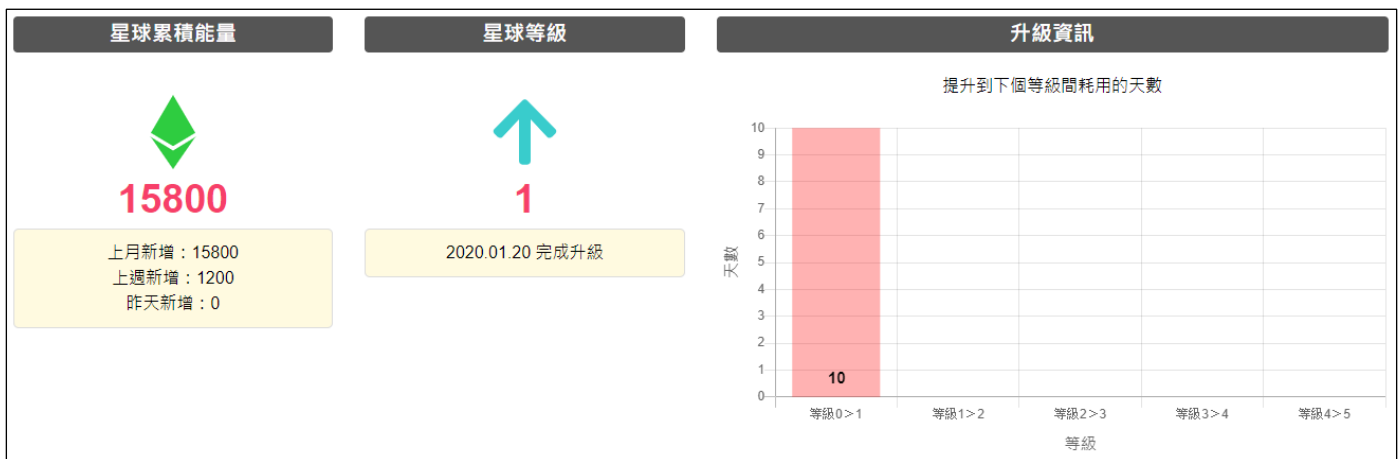 星球累積能量
15800
上月新增：15800
上週新增：1200
昨天新增：0
星球等級
1
2020.01.20 完成升級
升級資訊
提升到下個等級間耗用的天數
天數
10
9
8
7
6
5
4
3
2
1
0
10
等級0>1
等級1>2
等級2>3
等級3>4
等級4>5
等級